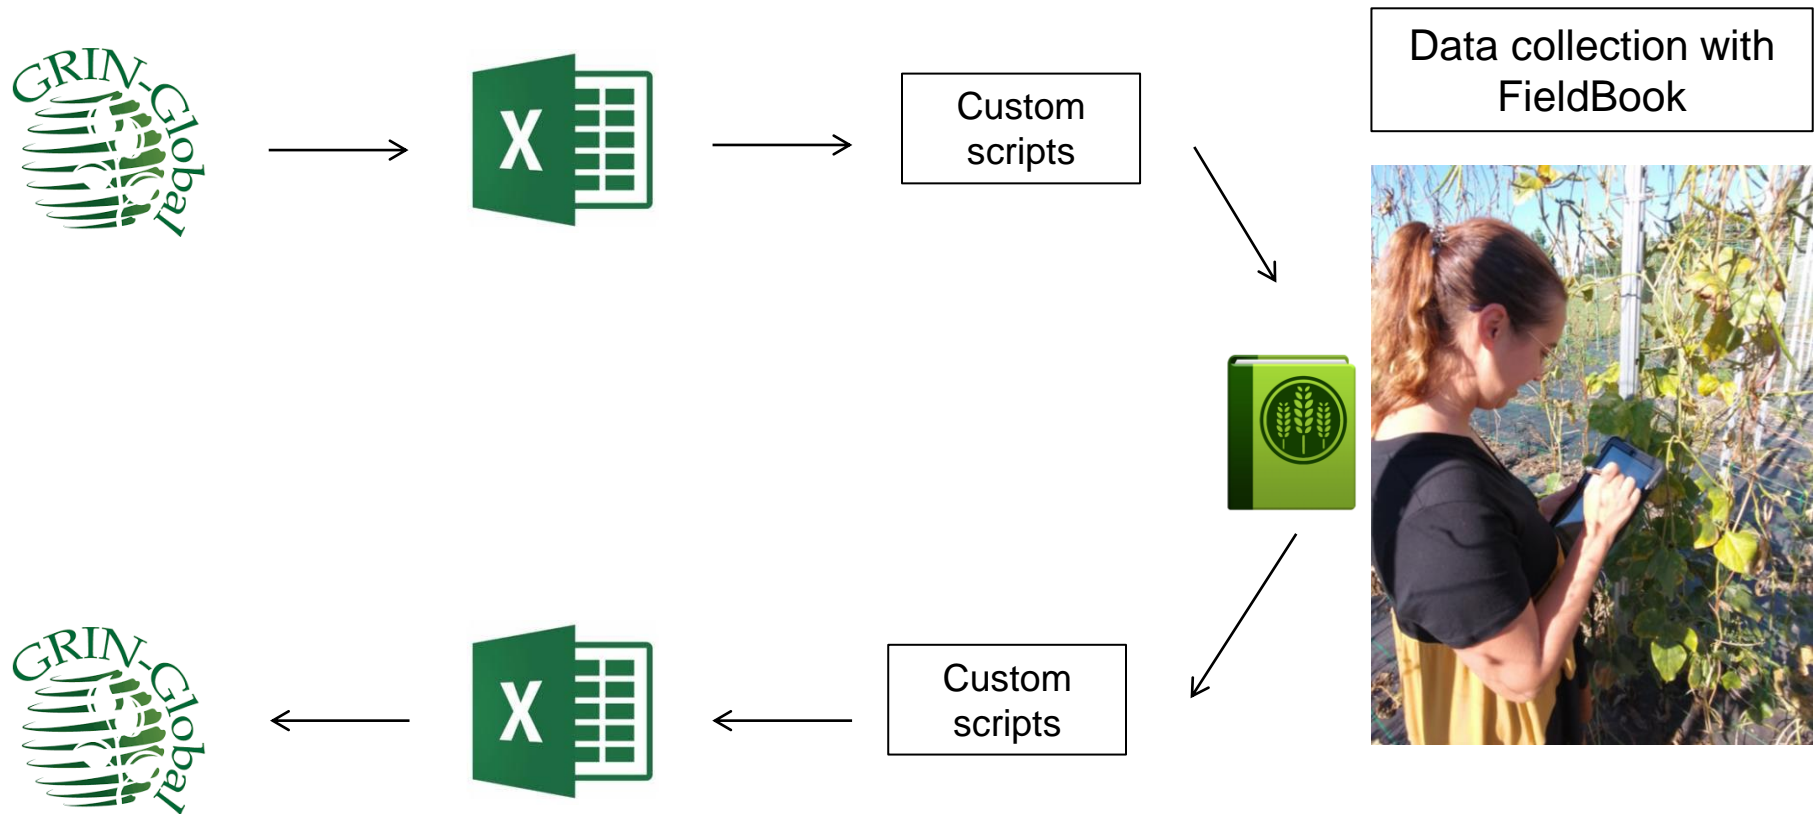 GRIN-Global
X
Custom
scripts
Data collection with
FieldBook
GRIN-Global
X
Custom
scripts